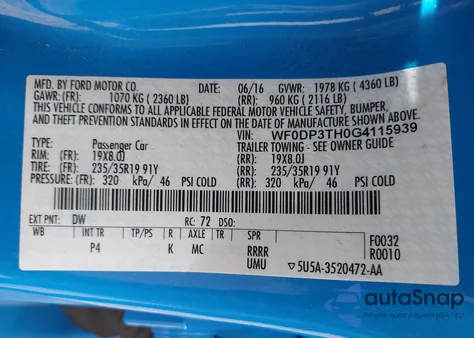 MFD. BY FORD MOTOR CO. DATE: 06/16 GVWR: 1978 KG ( 4360 LB)
GAWR: (FR): 1070 KG ( 2360 LB) (RR): 960 KG ( 2116 LB)
THIS VEHICLE CONFORMS TO ALL APPLICABLE FEDERAL MOTOR VEHICLE SAFETY, BUMPER,
AND THEFT PREVENTION STANDARDS IN EFFECT ON THE DATE OF MANUFACTURE SHOWN ABOVE.
VIN: WF0DP3TH0G4115939
TYPE: Passenger Car TRAILER TOWING - SEE OWNER GUIDE
RIM: (FR): 19X8.0J (RR): 19X8.0J
TIRE: (FR): 235/35R19 91Y (RR): 235/35R19 91Y
PRESSURE: (FR): 320 kPa/ 46 PSI COLD (RR): 320 kPa/ 46 PSI COLD
EXT PNT: DW RC: 72 DSO:
WB INT TR TP/PS R AXLE TR SPR F0032
P4 K MC RRRR R0010
UMU ▽5U5A-3520472-AA
autoSnap